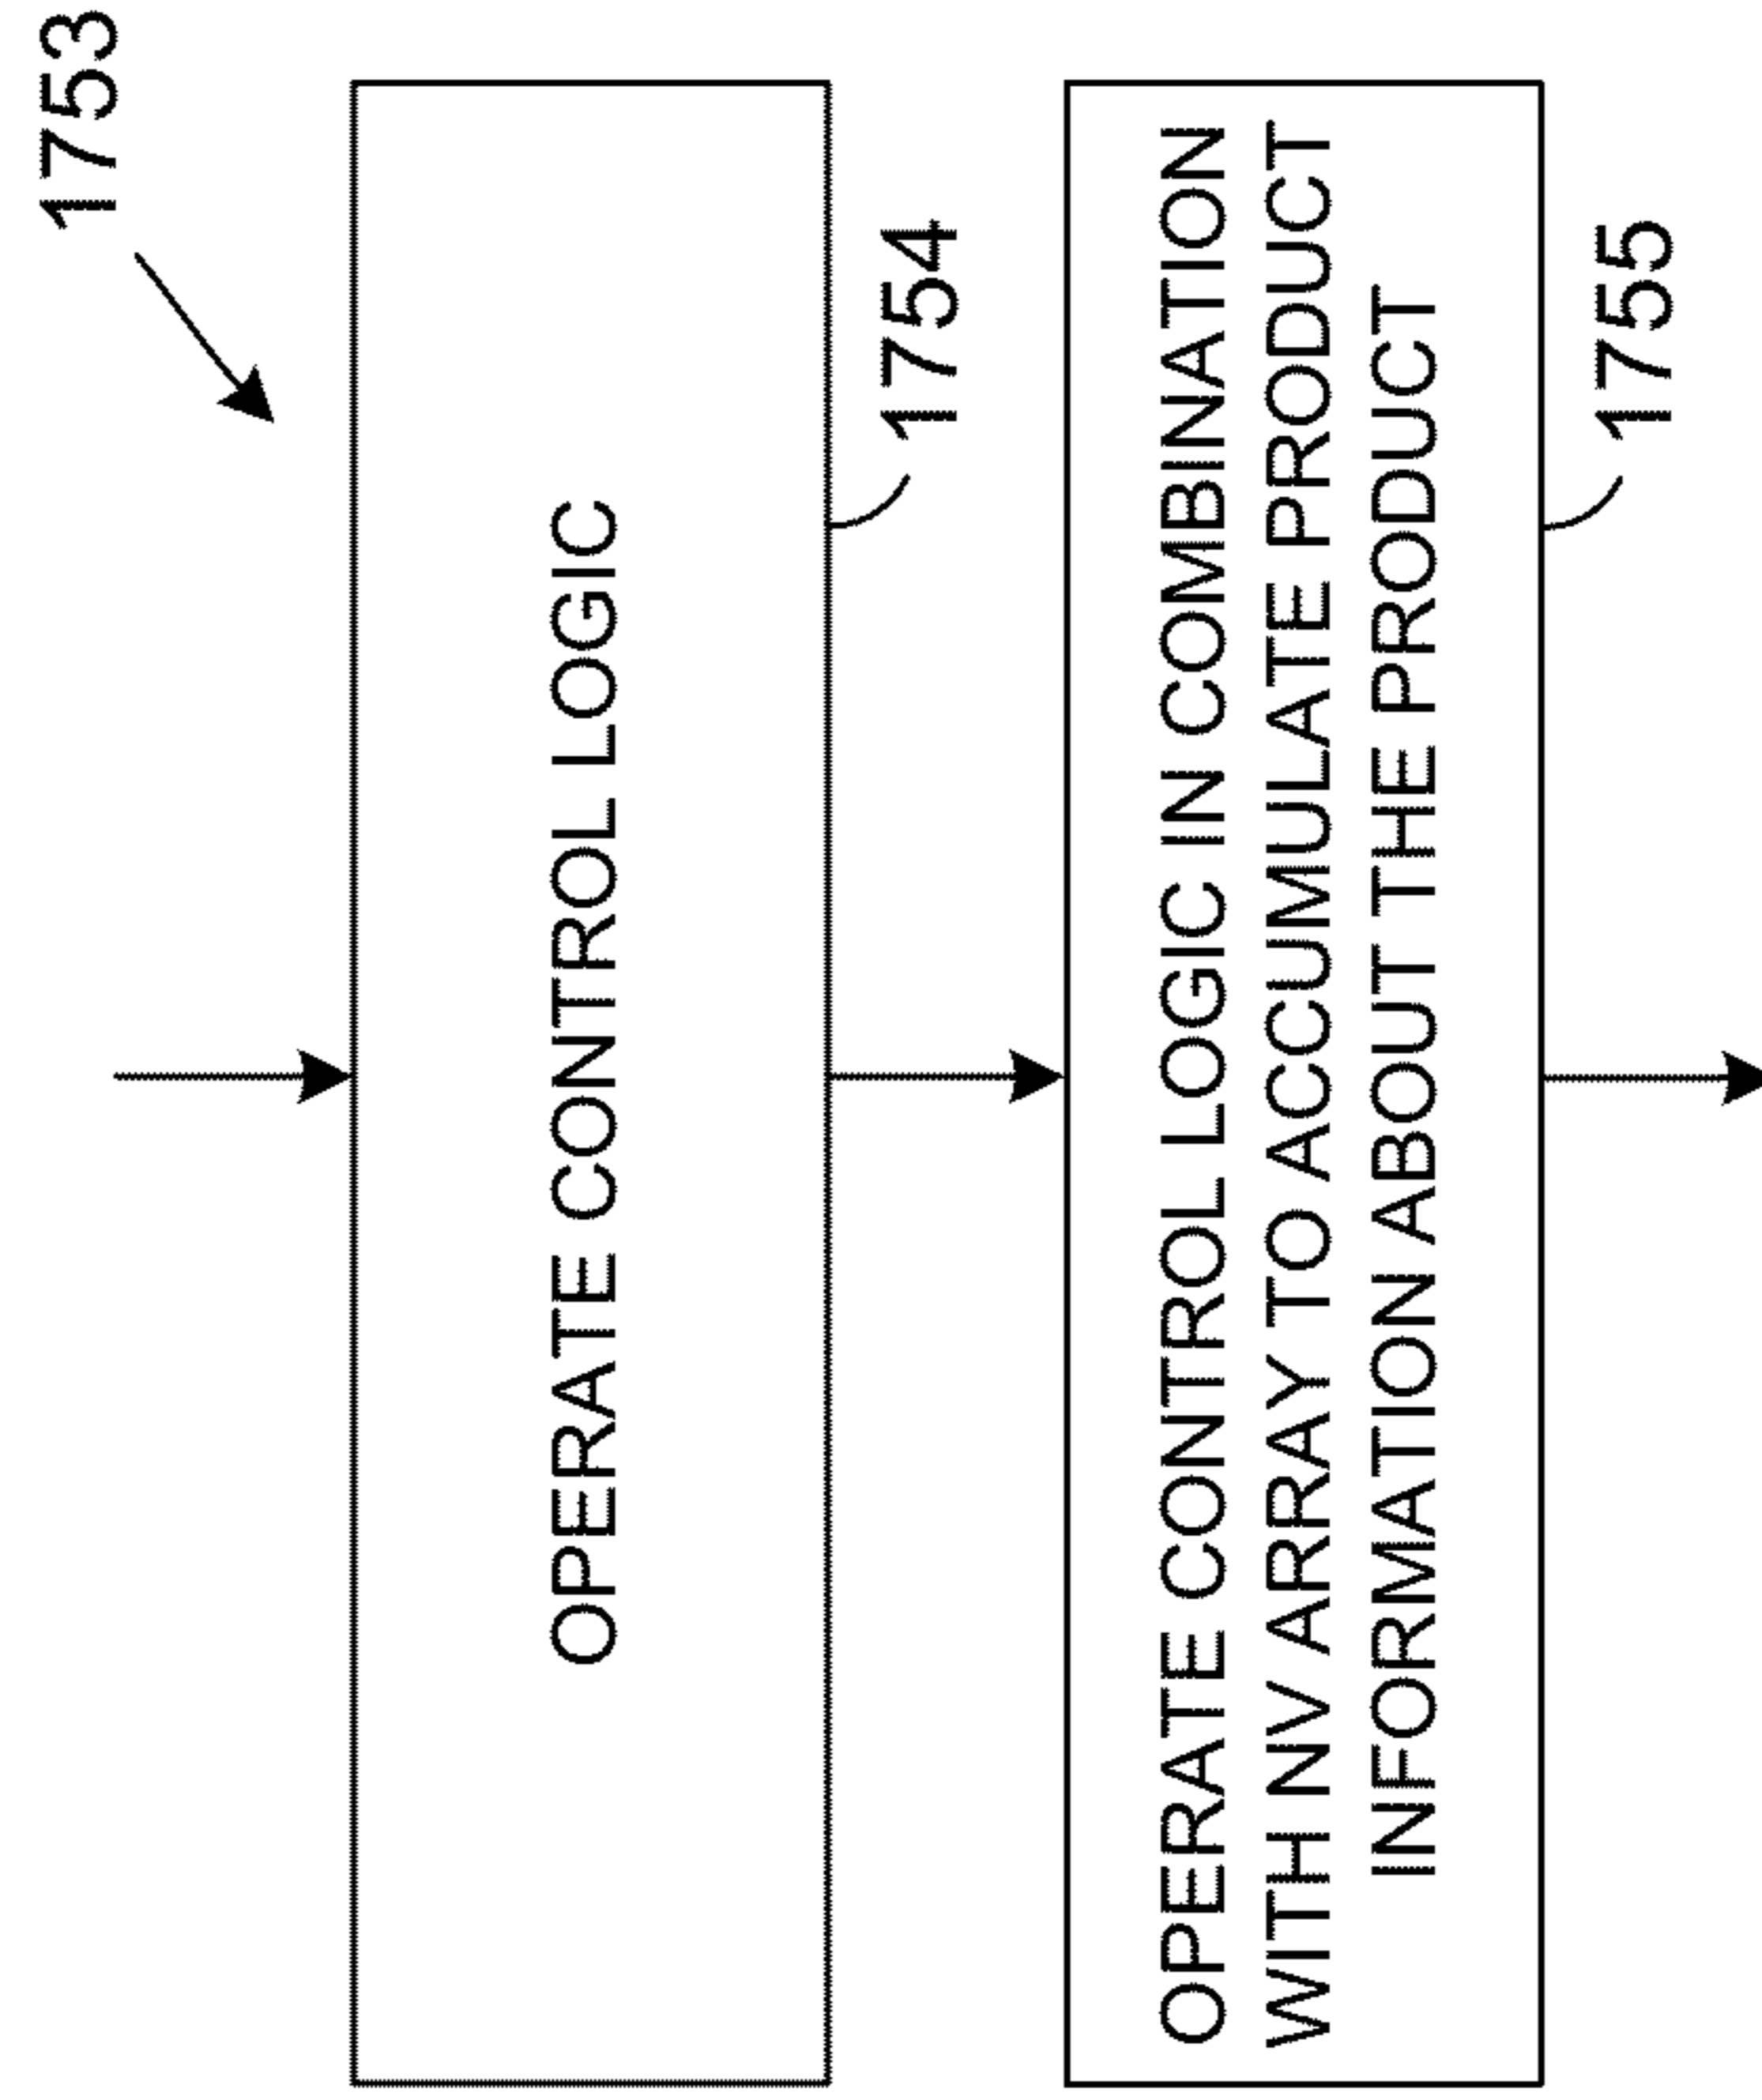 1753
OPERATE CONTROL LOGIC
1754
OPERATE CONTROL LOGIC IN COMBINATION
WITH NV ARRAY TO ACCUMULATE PRODUCT
INFORMATION ABOUT THE PRODUCT
1755